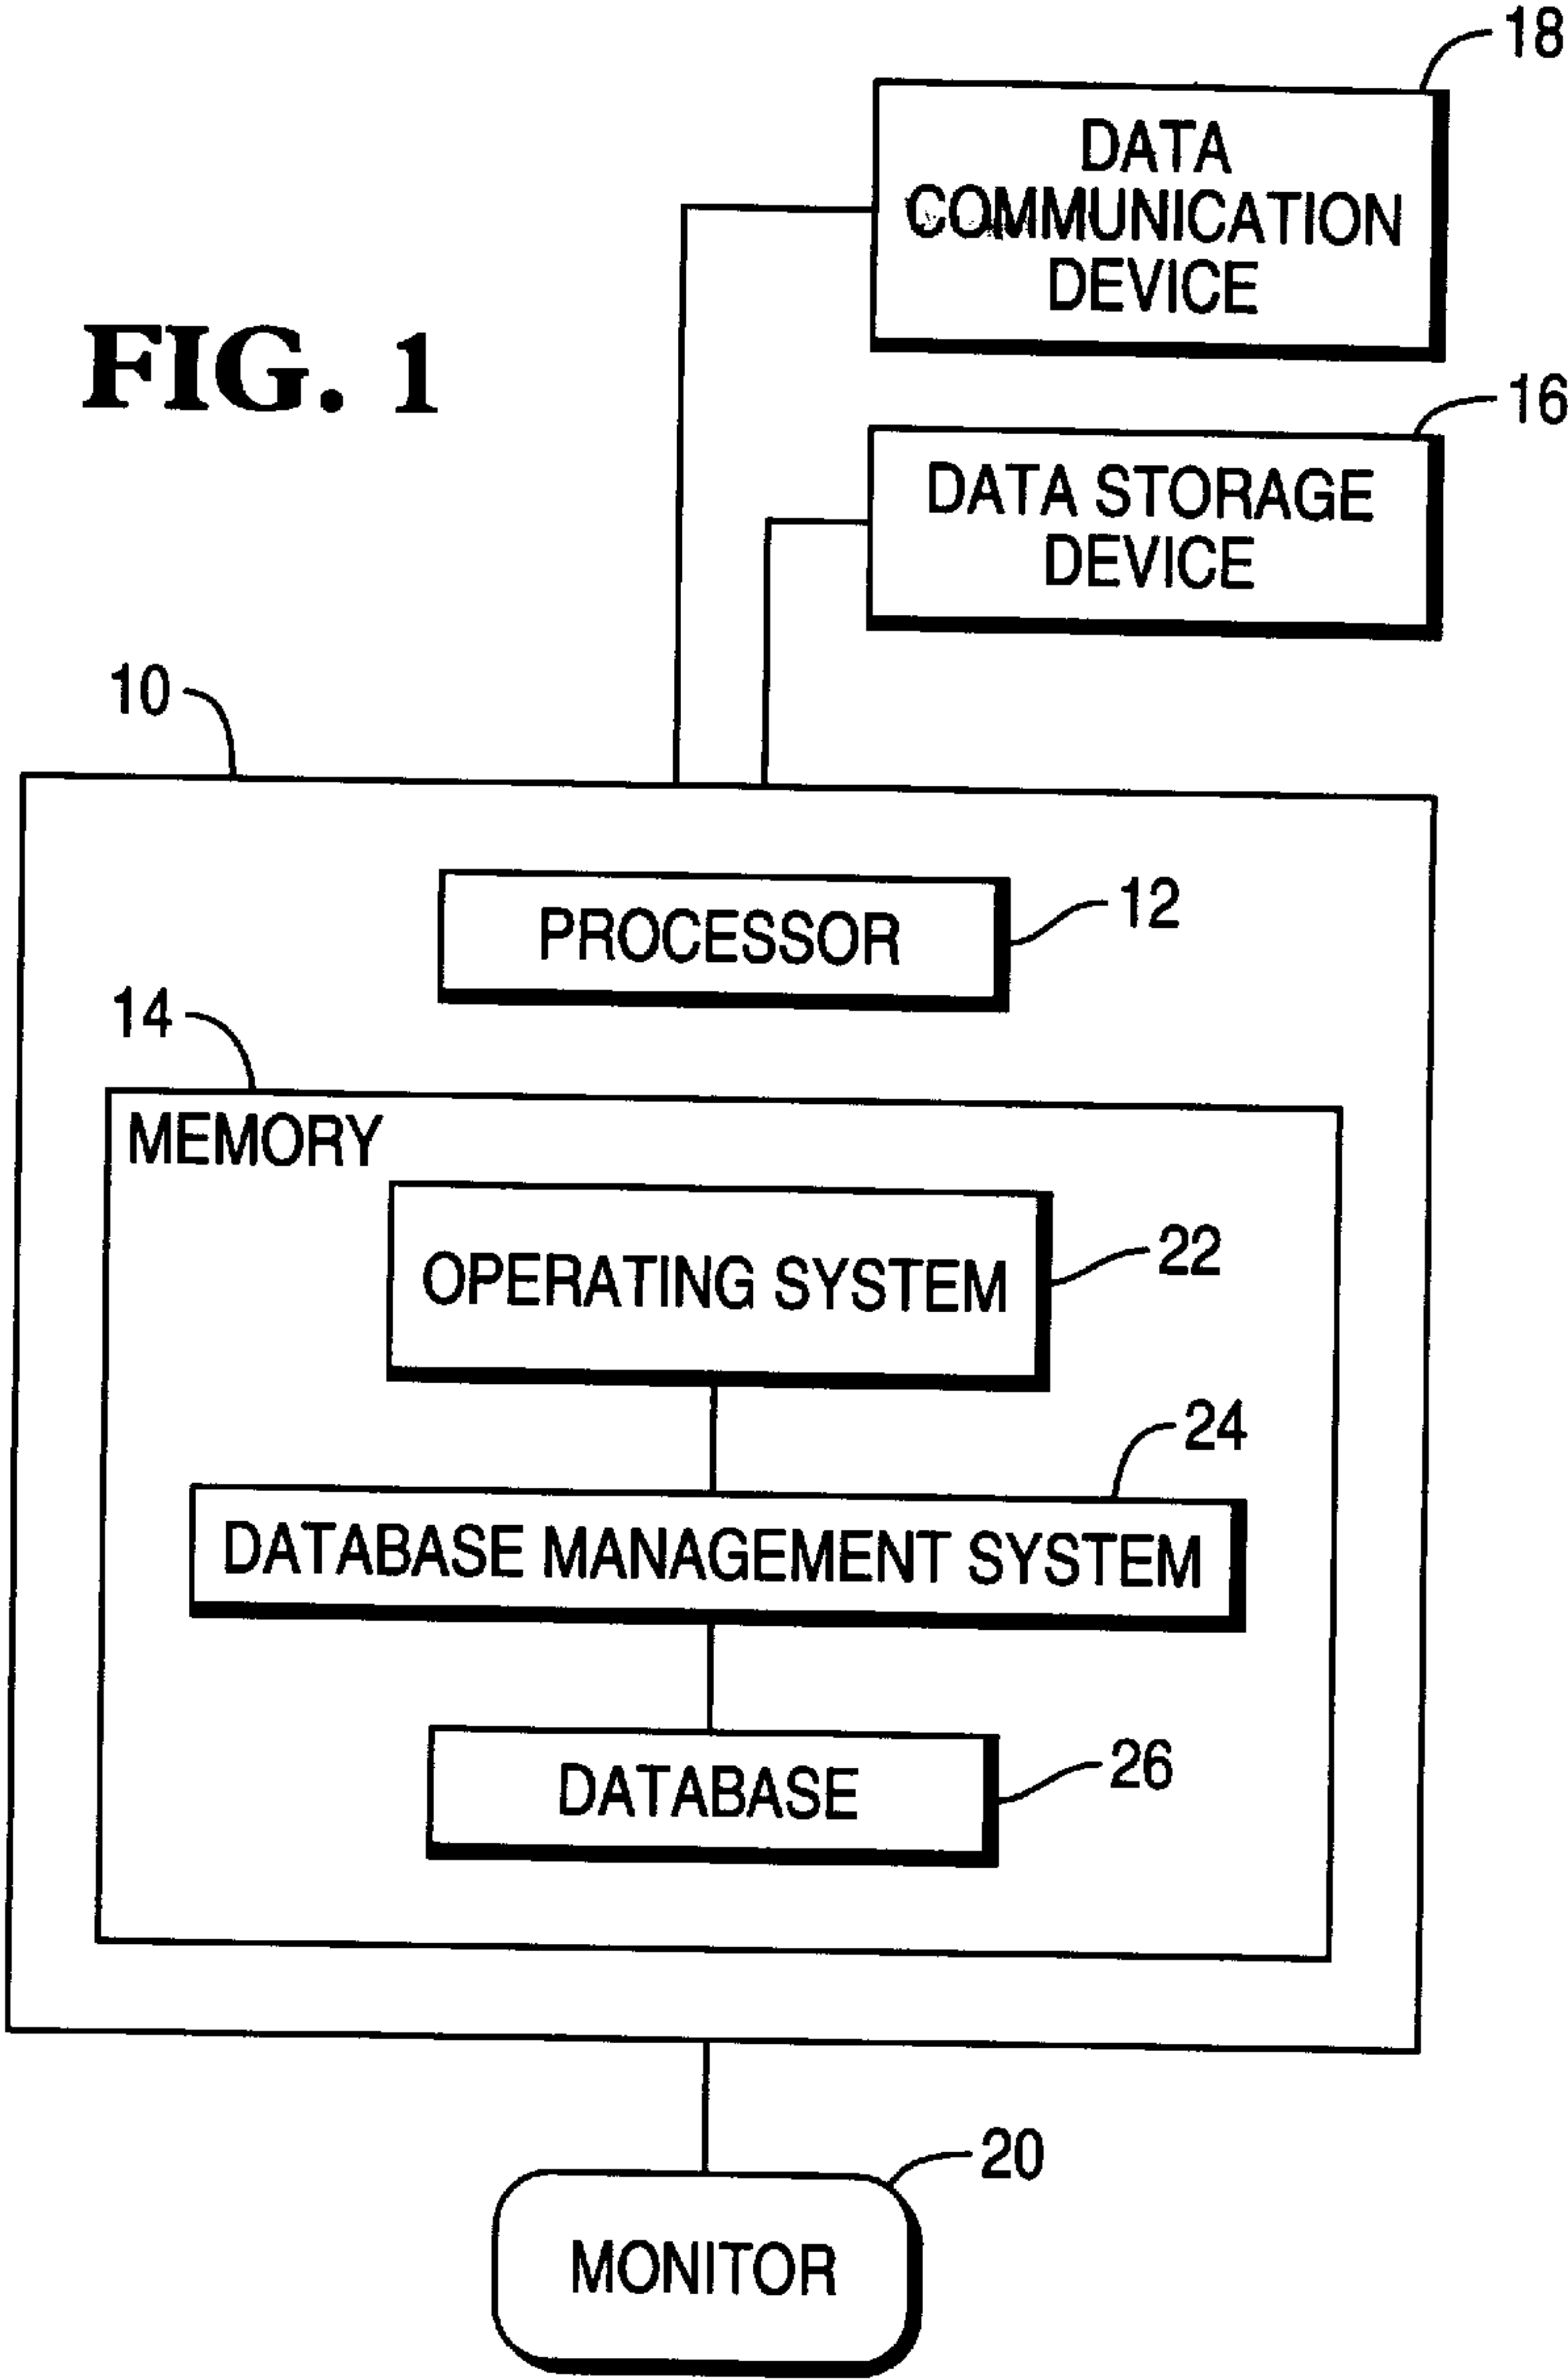 18
DATA
COMMUNICATION
DEVICE
FIG. 1
16
DATA STORAGE
DEVICE
10
PROCESSOR
12
14
MEMORY
OPERATING SYSTEM
22
24
DATABASE MANAGEMENT SYSTEM
DATABASE
26
20
MONITOR